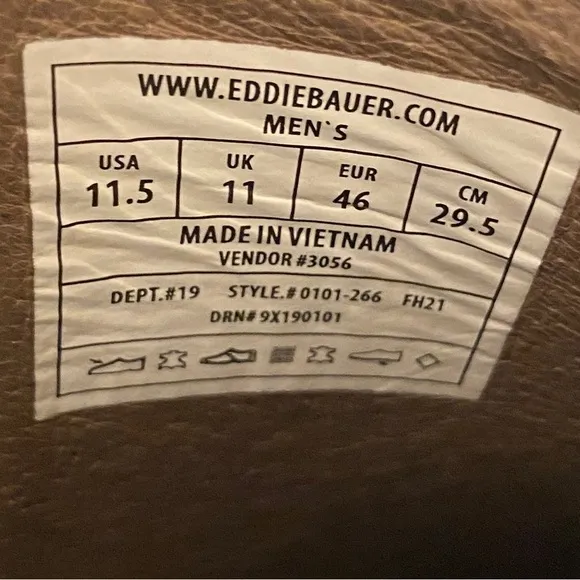 WWW.EDDIEBAUER.COM
MEN`S
USA UK EUR CM
11.5 11 46 29.5
MADE IN VIETNAM
VENDOR #3056
DEPT.#19 STYLE.# 0101-266 FH21
DRN# 9X190101